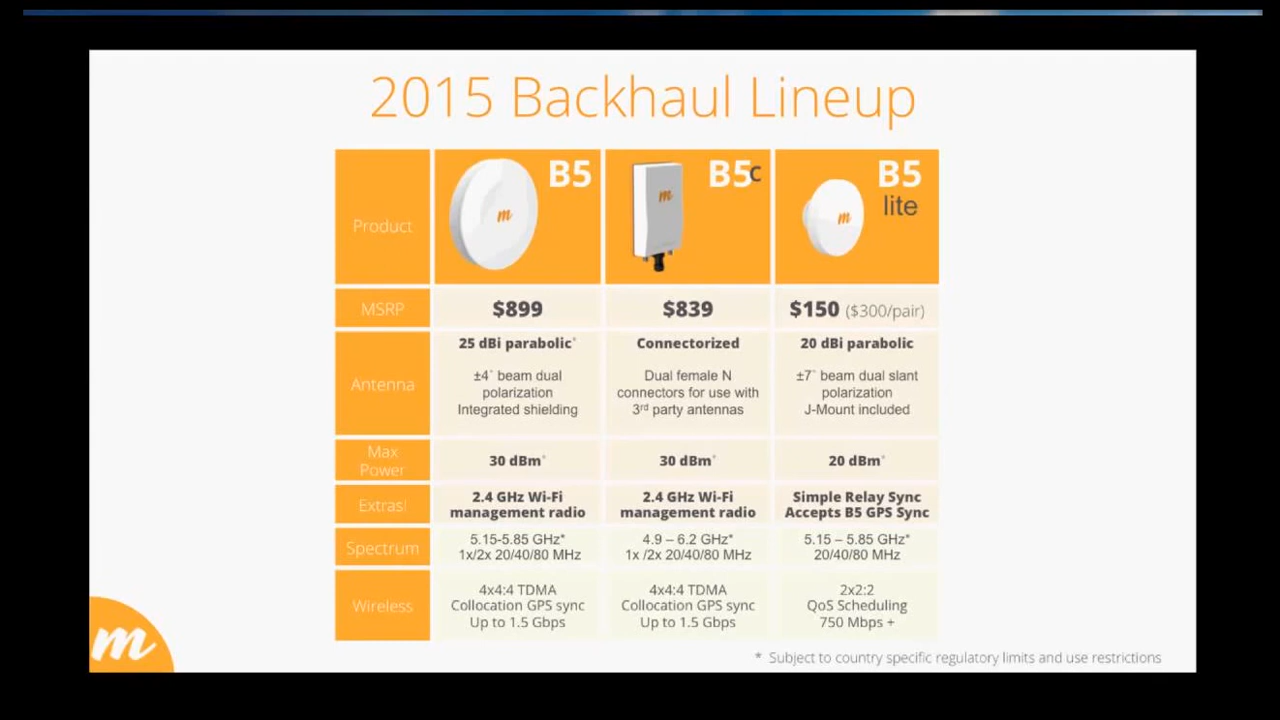 2015 Backhaul Lineup
Product
B5
B5c
B5
lite
MSRP
$899
$839
$150 ($300/pair)
Antenna
25 dBi parabolic*
±4° beam dual
polarization
Integrated shielding
Connectorized
Dual female N
connectors for use with
3rd party antennas
20 dBi parabolic
±7° beam dual slant
polarization
J-Mount included
Max
Power
30 dBm*
30 dBm*
20 dBm*
Extras!
2.4 GHz Wi-Fi
management radio
2.4 GHz Wi-Fi
management radio
Simple Relay Sync
Accepts B5 GPS Sync
Spectrum
5.15-5.85 GHz*
1x/2x 20/40/80 MHz
4.9 – 6.2 GHz*
1x /2x 20/40/80 MHz
5.15 – 5.85 GHz*
20/40/80 MHz
Wireless
4x4:4 TDMA
Collocation GPS sync
Up to 1.5 Gbps
4x4:4 TDMA
Collocation GPS sync
Up to 1.5 Gbps
2x2:2
QoS Scheduling
750 Mbps +
m
* Subject to country specific regulatory limits and use restrictions